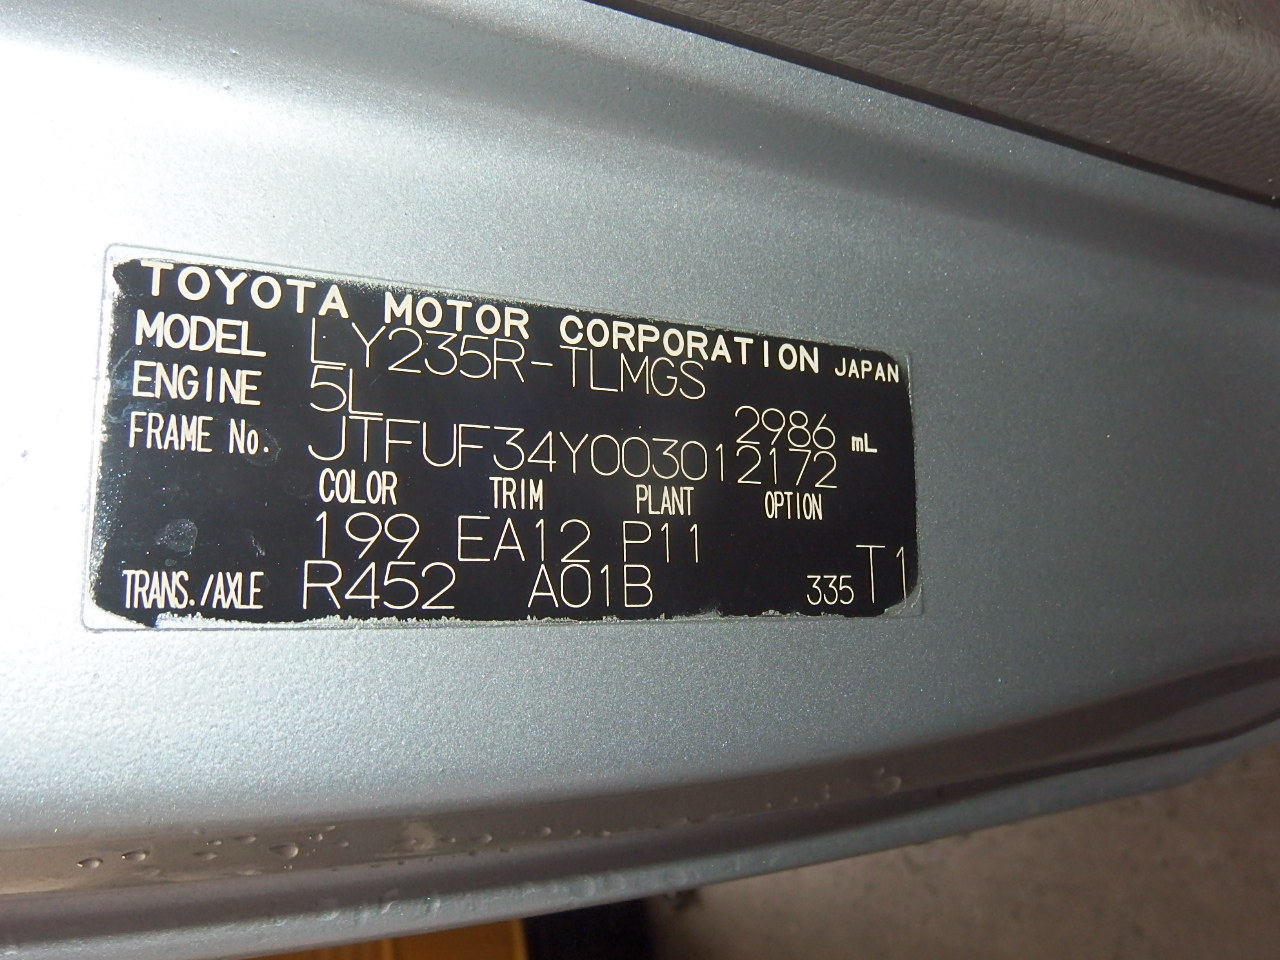 TOYOTA MOTOR CORPORATION JAPAN
MODEL LY235R-TLMGS
ENGINE 5L 2986 mL
FRAME No. JTFUF34Y003012172
COLOR TRIM PLANT OPTION
199 EA12 P11
TRANS./AXLE R452 A01B 335 T1